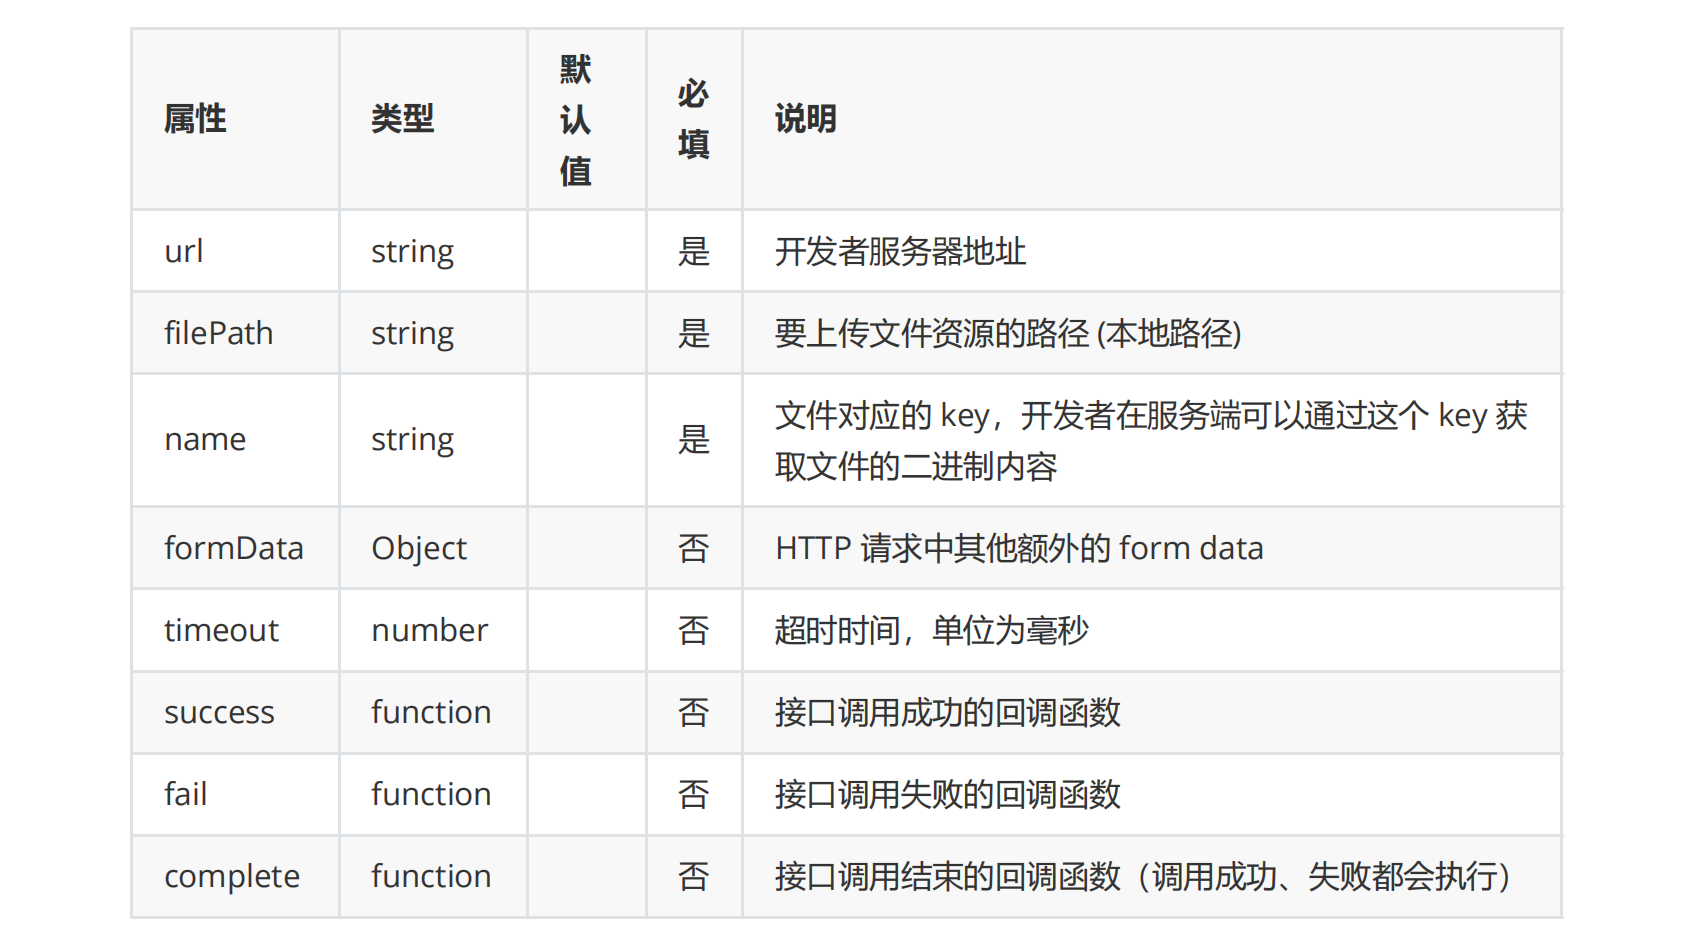 属性 类型 默认值 必填 说明
url string 是 开发者服务器地址
filePath string 是 要上传文件资源的路径 (本地路径)
name string 是 文件对应的 key，开发者在服务端可以通过这个 key 获
取文件的二进制内容
formData Object 否 HTTP 请求中其他额外的 form data
timeout number 否 超时时间，单位为毫秒
success function 否 接口调用成功的回调函数
fail function 否 接口调用失败的回调函数
complete function 否 接口调用结束的回调函数（调用成功、失败都会执行）